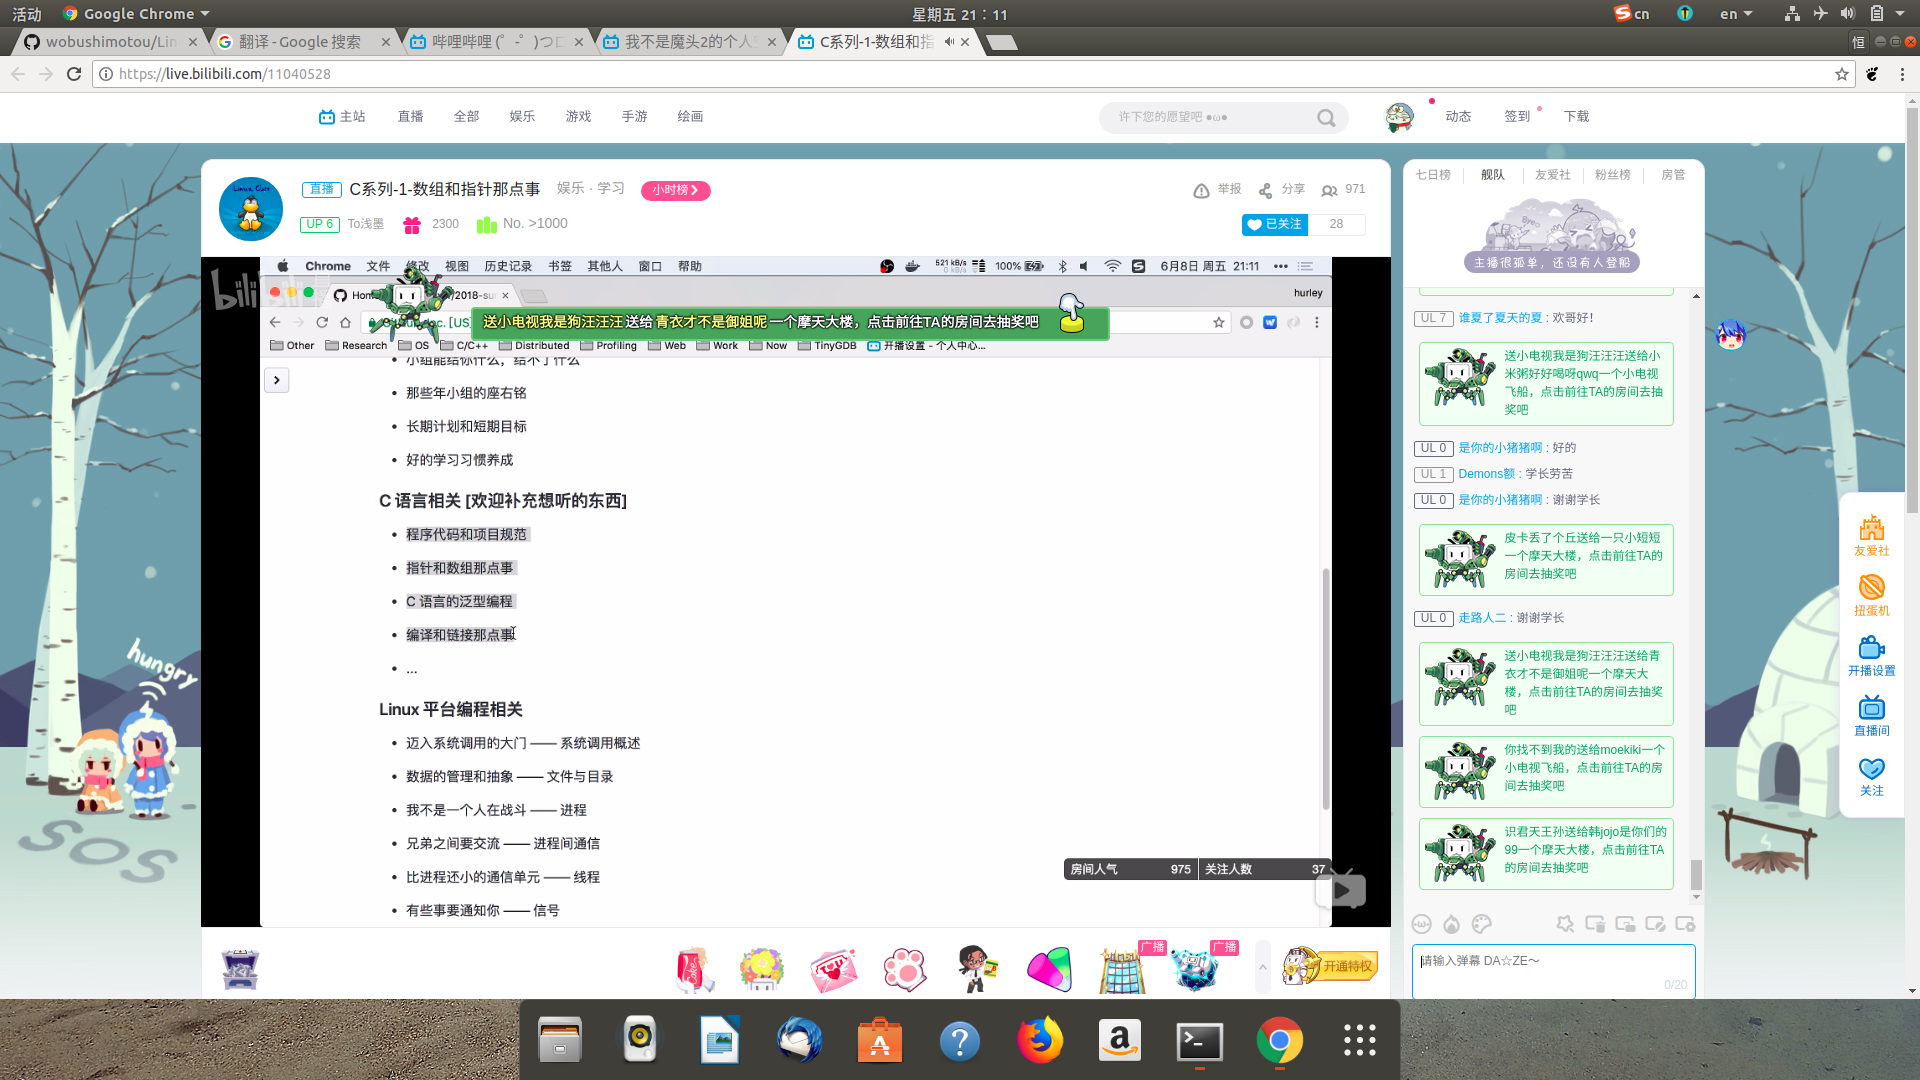 活动
Google Chrome
星期五 21：11
cn
en
wobushimotou/Lin
翻译 - Google 搜索
哔哩哔哩 (゜-゜)つロ
我不是魔头2的个人空
C系列-1-数组和指
恒
https://live.bilibili.com/11040528
主站
直播
全部
娱乐
游戏
手游
绘画
许下您的愿望吧 ●ω●
动态
签到
下载
Linux Club
直播
C系列-1-数组和指针那点事
娱乐 · 学习
小时榜
举报
分享
971
UP 6
To浅墨
2300
No. >1000
已关注
28
bili
Chrome
文件
修改
视图
历史记录
书签
其他人
窗口
帮助
521 kB/s
0 kB/s
100%
6月8日 周五 21:11
Hom
/2018-sur
hurley
c. [US]
送小电视我是狗汪汪汪 送给 青衣才不是御姐呢 一个摩天大楼，点击前往TA的房间去抽奖吧
Other
Research
OS
C/C++
Distributed
Profiling
Web
Work
Now
TinyGDB
开播设置 - 个人中心...
小组能给你什么，给不了什么
那些年小组的座右铭
长期计划和短期目标
好的学习习惯养成
C 语言相关 [欢迎补充想听的东西]
程序代码和项目规范
指针和数组那点事
C 语言的泛型编程
编译和链接那点事
...
Linux 平台编程相关
迈入系统调用的大门 —— 系统调用概述
数据的管理和抽象 —— 文件与目录
我不是一个人在战斗 —— 进程
兄弟之间要交流 —— 进程间通信
比进程还小的通信单元 —— 线程
有些事要通知你 —— 信号
房间人气 975
关注人数 37
hungry
SOS
广播
广播
开通特权
七日榜
舰队
友爱社
粉丝榜
房管
主播很孤单，还没有人登船
UL 7 谁夏了夏天的夏 : 欢哥好！
送小电视我是狗汪汪汪送给小
米粥好好喝呀qwq一个小电视
飞船，点击前往TA的房间去抽
奖吧
UL 0 是你的小猪猪啊 : 好的
UL 1 Demons额 : 学长劳苦
UL 0 是你的小猪猪啊 : 谢谢学长
皮卡丢了个丘送给一只小短短
一个摩天大楼，点击前往TA的
房间去抽奖吧
UL 0 走路人二 : 谢谢学长
送小电视我是狗汪汪汪送给青
衣才不是御姐呢一个摩天大
楼，点击前往TA的房间去抽奖
吧
你找不到我的送给moekiki一个
小电视飞船，点击前往TA的房
间去抽奖吧
识君天王孙送给韩jojo是你们的
99一个摩天大楼，点击前往TA
的房间去抽奖吧
请输入弹幕 DA☆ZE～
0/20
友爱社
扭蛋机
开播设置
直播间
关注